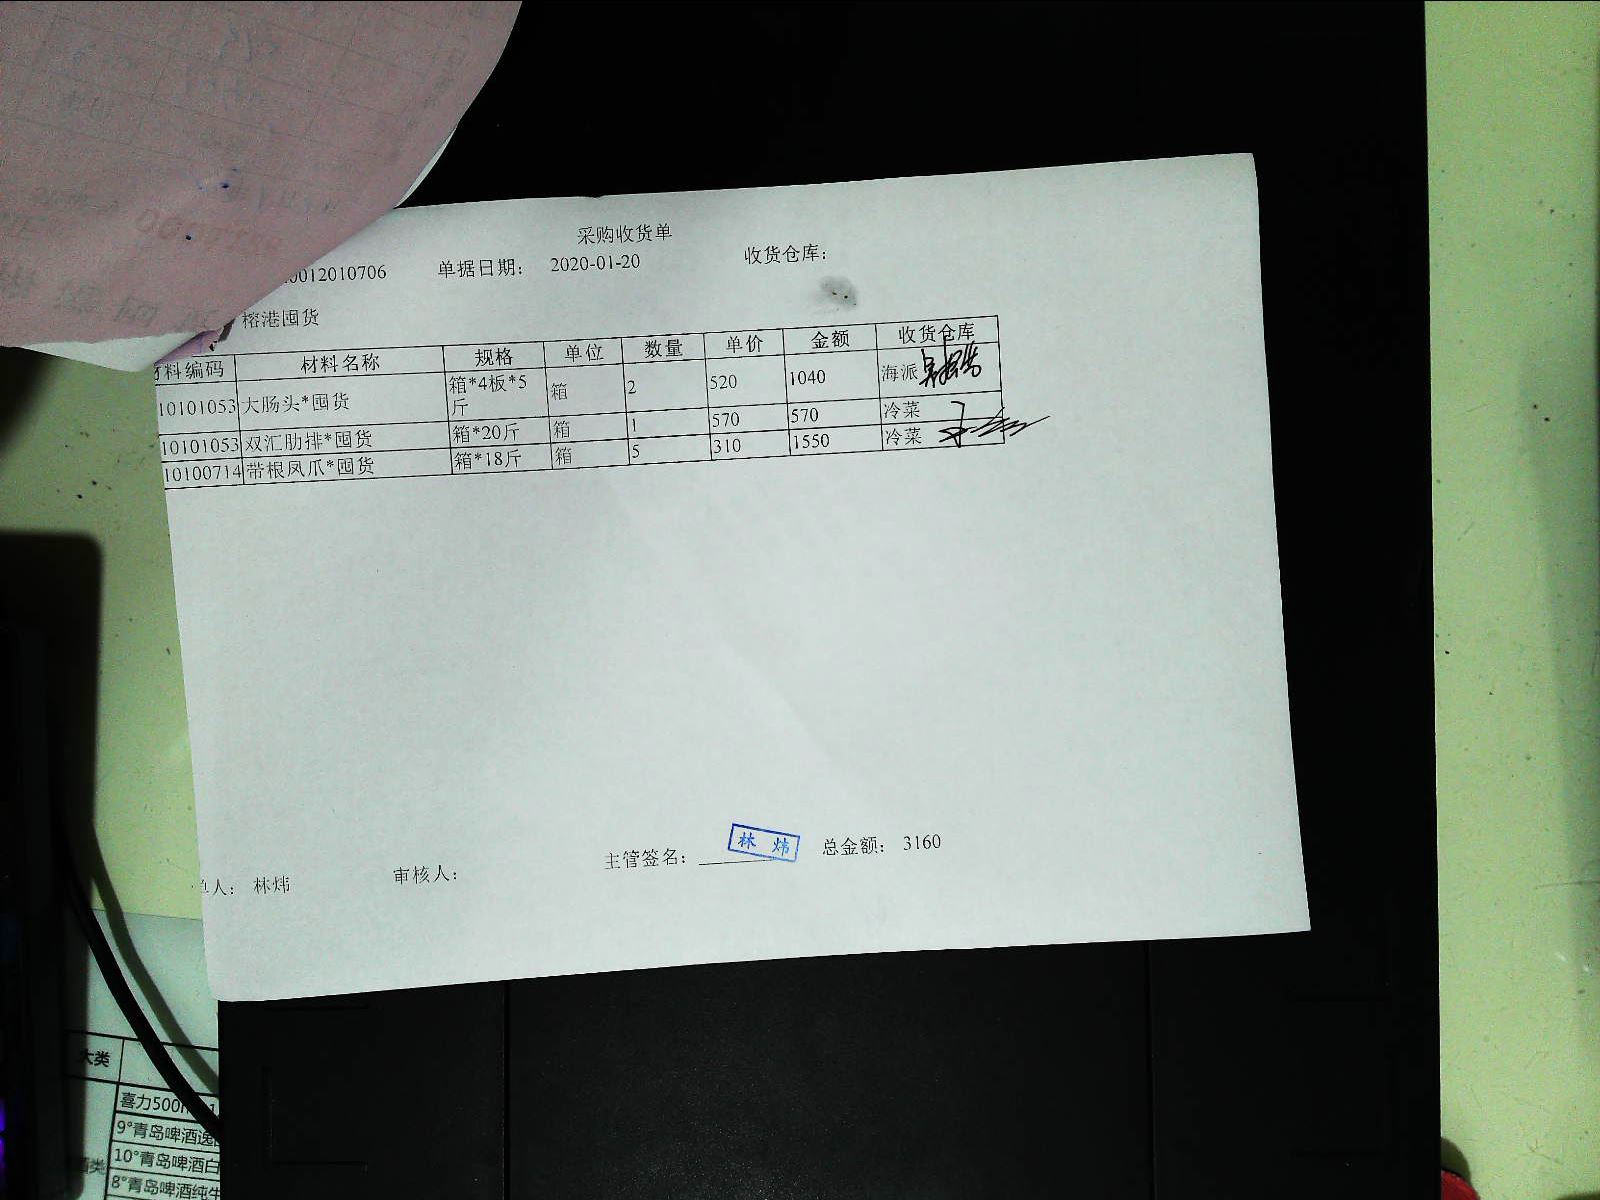 采购收货单
0012010706 单据日期： 2020-01-20 收货仓库：
榕港囤货
料编码 材料名称 规格 单位 数量 单价 金额 收货仓库
10101053 大肠头*囤货 箱*4板*5斤 箱 2 520 1040 海派
10101053 双汇肋排*囤货 箱*20斤 箱 1 570 570 冷菜
10100714 带根凤爪*囤货 箱*18斤 箱 5 310 1550 冷菜
人： 林炜 审核人： 主管签名： 林 炜 总金额： 3160
大类
喜力500
9°青岛啤酒逸
10°青岛啤酒白
酒类
8°青岛啤酒纯生